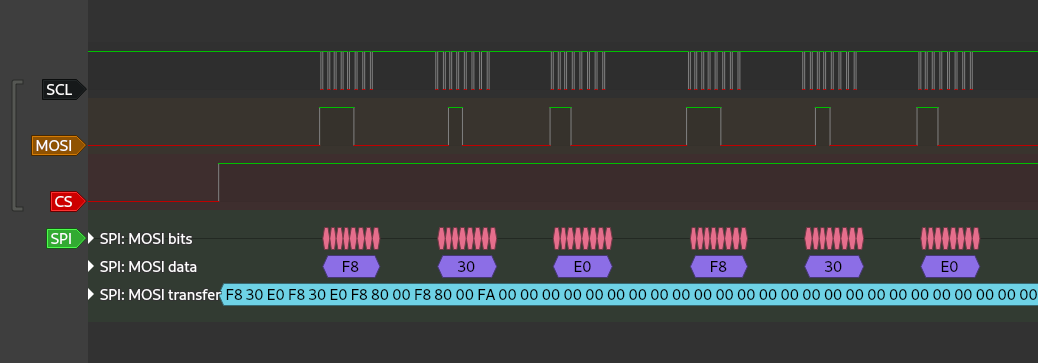 SCL
MOSI
CS
SPI SPI: MOSI bits
SPI: MOSI data F8 30 E0 F8 30 E0
SPI: MOSI transfer F8 30 E0 F8 30 E0 F8 80 00 F8 80 00 FA 00 00 00 00 00 00 00 00 00 00 00 00 00 00 00 00 00 00 00 00 00 00 00 00 00